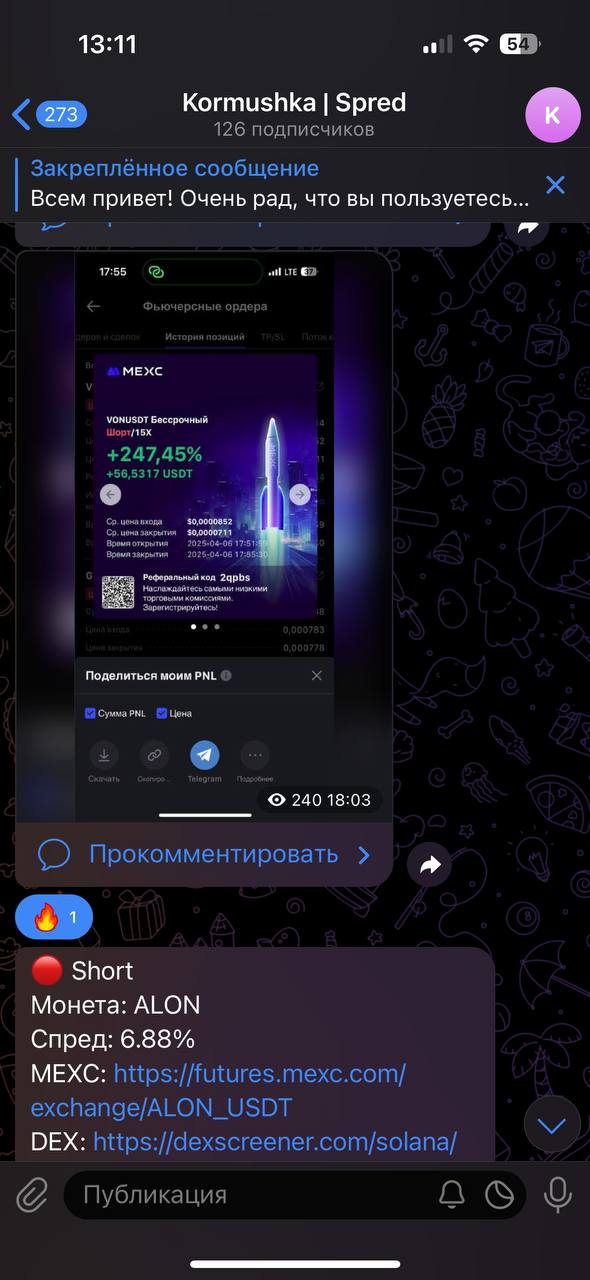 13:11
54
273
Kormushka | Spred
126 подписчиков
K
Закреплённое сообщение
Всем привет! Очень рад, что вы пользуетесь...
17:55
LTE 37
Фьючерсные ордера
деров и сделок История позиций TP/SL Поток
MEXC
VONUSDT Бессрочный
Шорт/15X
+247,45%
+56,5317 USDT
Ср. цена входа $0,0000852
Ср. цена закрытия $0,0000711
Время открытия 2025-04-06 17:51:
Время закрытия 2025-04-06 17:55:30
Реферальный код 2qpbs
Наслаждайтесь самыми низкими
торговыми комиссиями.
Зарегистрируйтесь!
Цена входа 0,000783
Цена закрытия 0,000778
Поделиться моим PNL
Сумма PNL Цена
Скачать Скопиро... Telegram Подробнее
240 18:03
Прокомментировать
1
Short
Монета: ALON
Спред: 6.88%
MEXC: https://futures.mexc.com/
exchange/ALON_USDT
DEX: https://dexscreener.com/solana/
Публикация